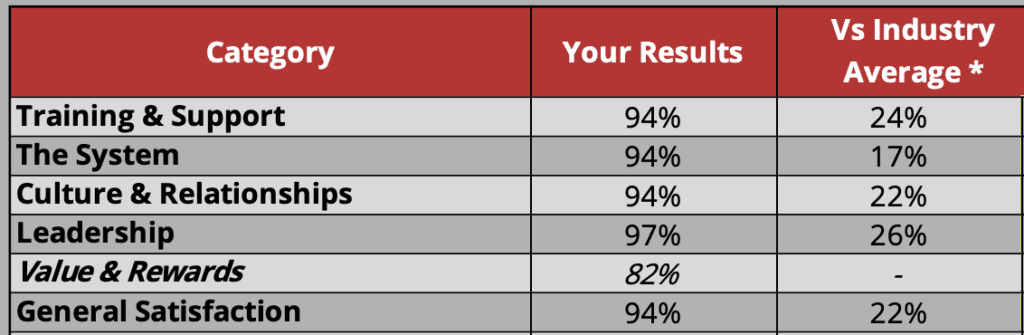 Category Your Results Vs Industry Average *
Training & Support 94% 24%
The System 94% 17%
Culture & Relationships 94% 22%
Leadership 97% 26%
Value & Rewards 82% -
General Satisfaction 94% 22%